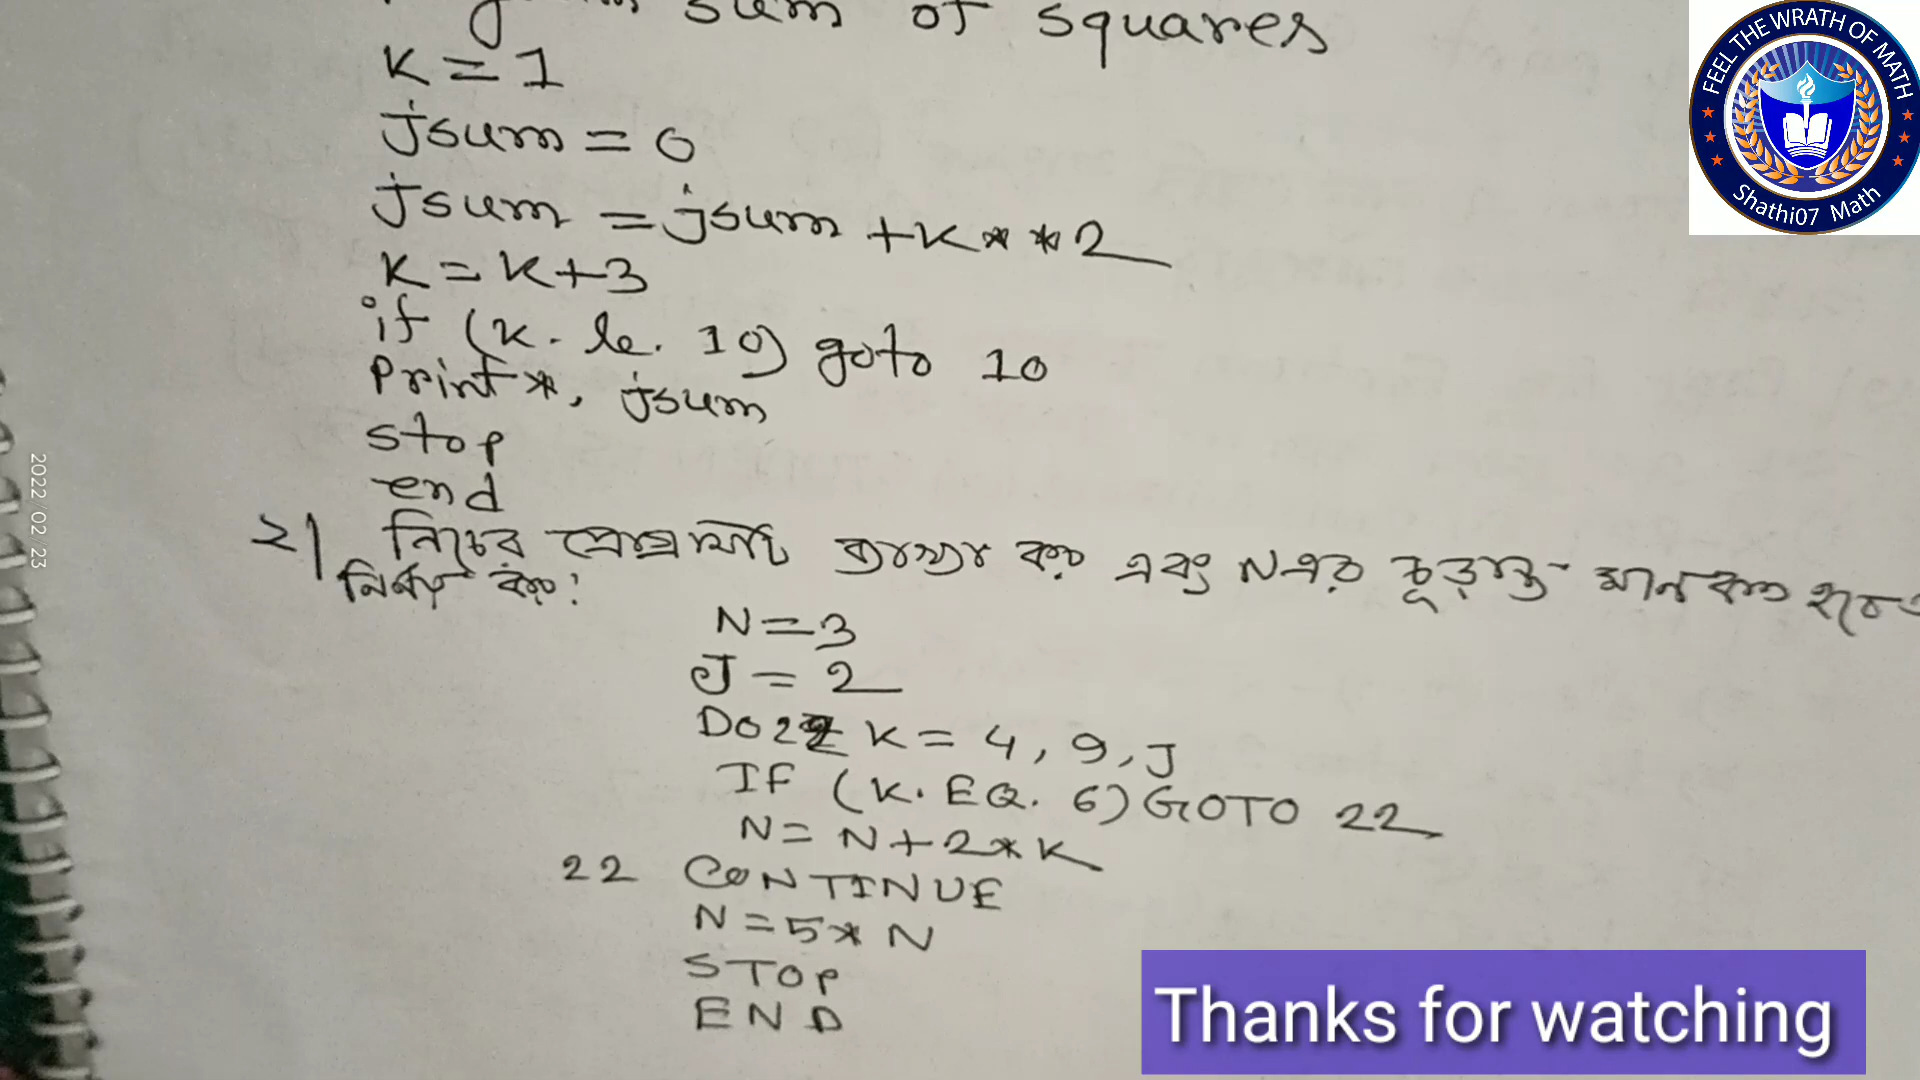 sum of squares
K = 1
jsum = 0
jsum = jsum + K**2
K = K+3
if (K. le. 10) goto 10
Print*, jsum
stop
end
২। নিচের প্রোগ্রামটি কর এবং N এর চূড়ান্ত মান কত হবে
নির্ণয় কর:
N=3
J = 2
DO 22 K = 4, 9, J
IF (K. EQ. 6) GOTO 22
N = N+2*K
22 CONTINUE
N = 5* N
STOP
END
2022/02/23
FEEL THE WRATH OF MATH
Shathi07 Math
Thanks for watching